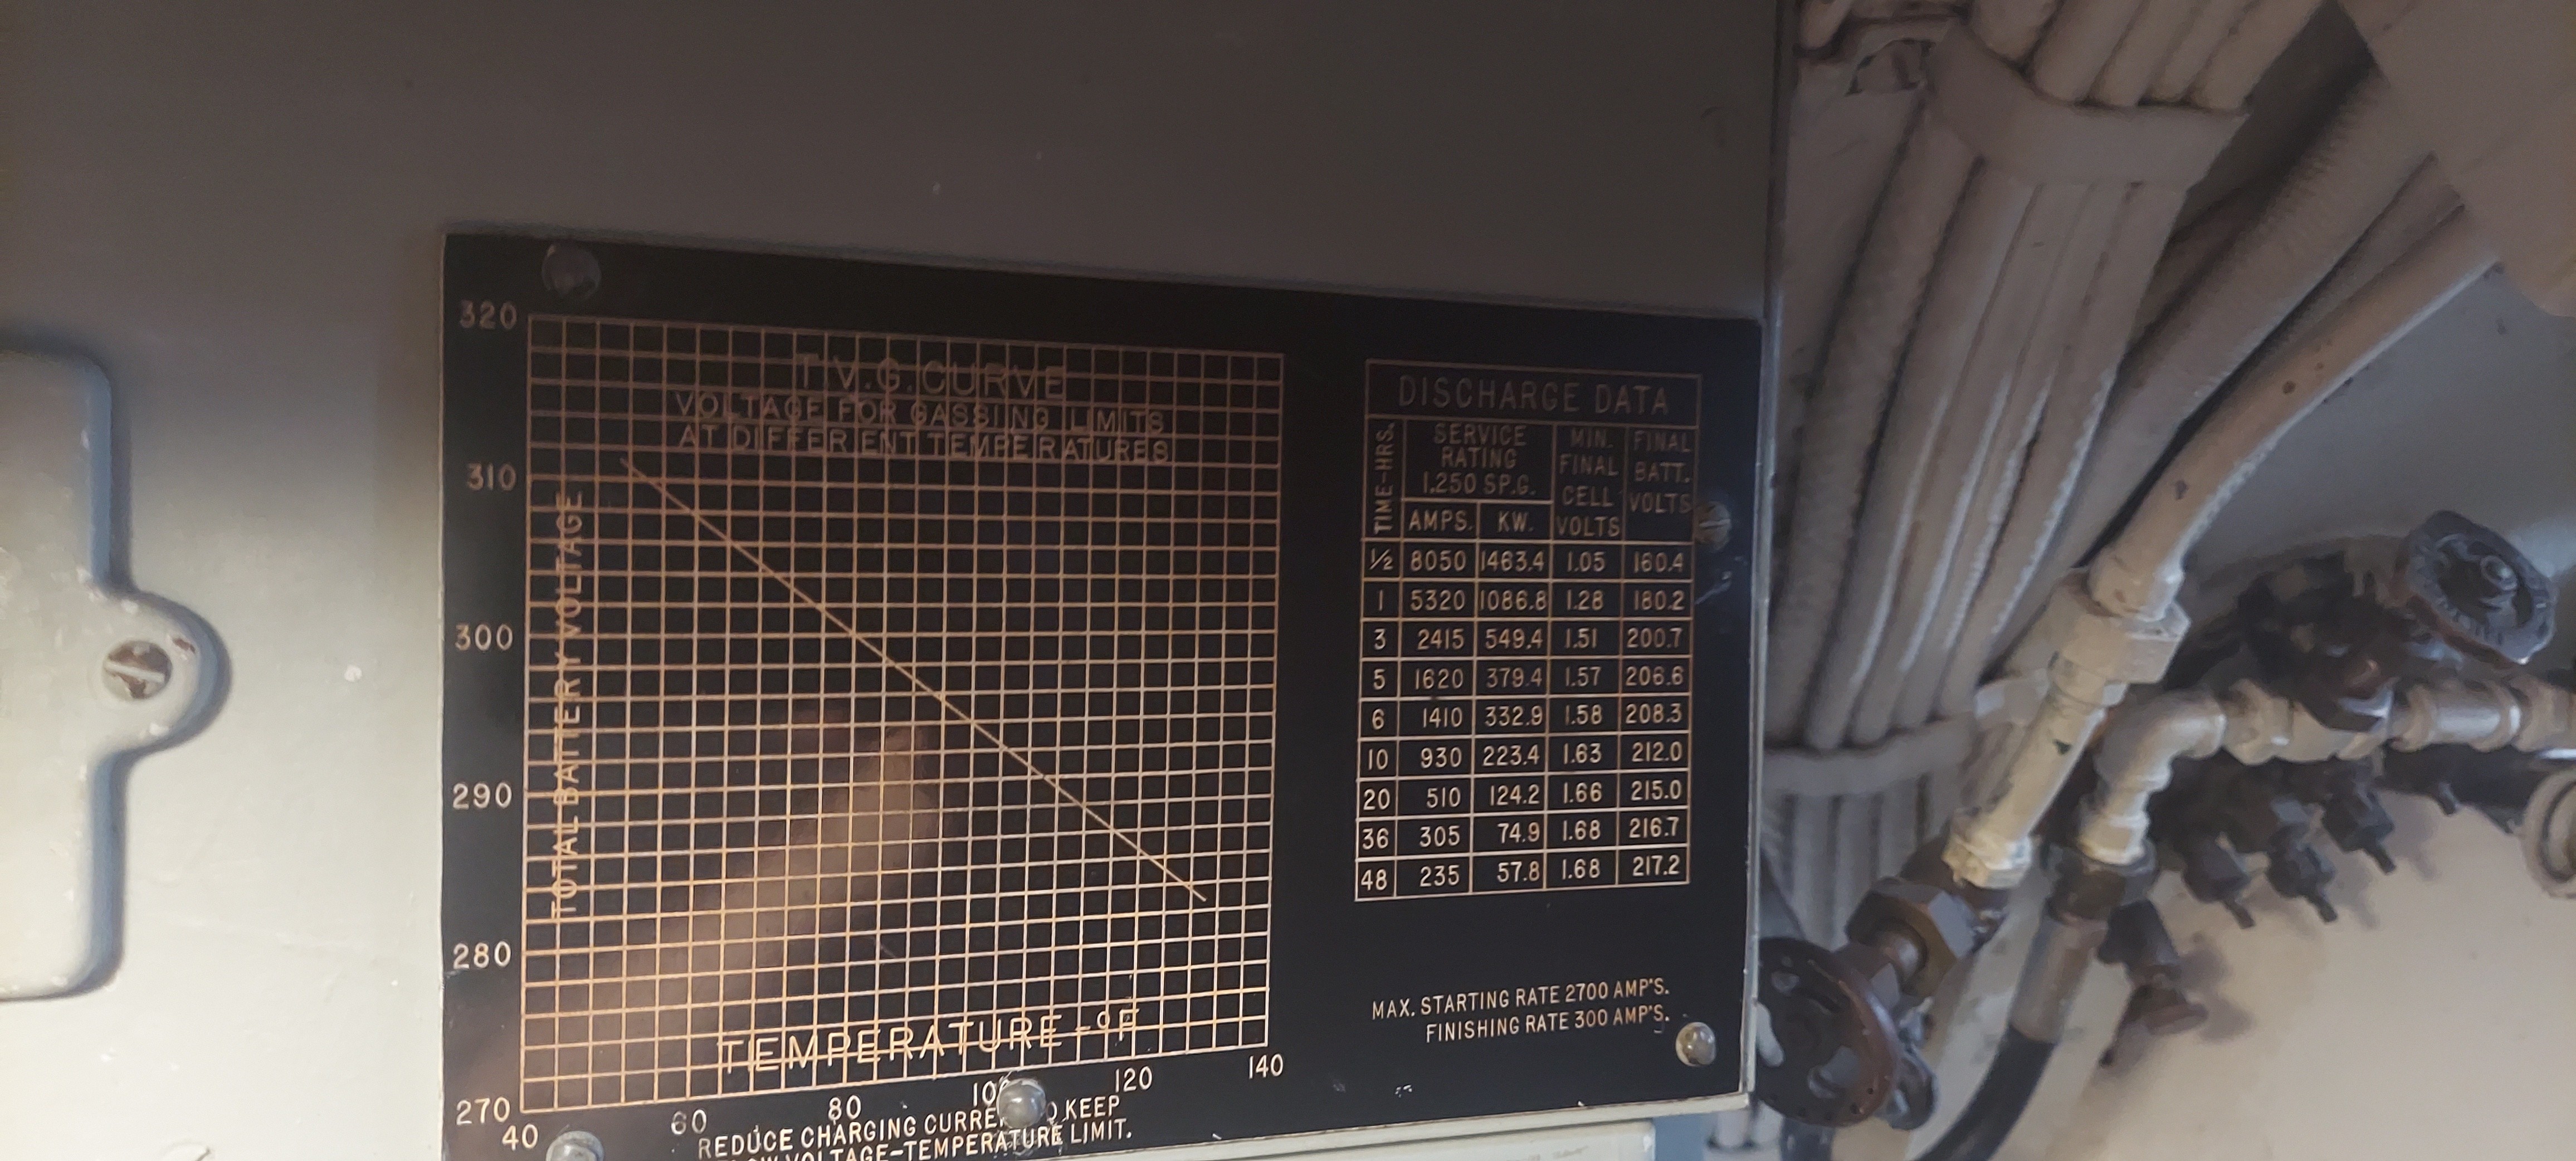 320
310
300
290
280
270
TOTAL BATTERY VOLTAGE
T.V.G. CURVE
VOLTAGE FOR GASSING LIMITS
AT DIFFERENT TEMPERATURES
TEMPERATURE-°F
40 60 80 120 140
REDUCE CHARGING KEEP
VOLTAGE-TEMPERATURE LIMIT.
DISCHARGE DATA
TIME-HRS.
SERVICE
RATING
1.250 SP.G.
AMPS. KW.
MIN.
FINAL
CELL
VOLTS
FINAL
BATT.
VOLTS
1/2 8050 1463.4 1.05 160.4
1 5320 1086.8 1.28 180.2
3 2415 549.4 1.51 200.7
5 1620 379.4 1.57 206.6
6 1410 332.9 1.58 208.3
10 930 223.4 1.63 212.0
20 510 124.2 1.66 215.0
36 305 74.9 1.68 216.7
48 235 57.8 1.68 217.2
MAX. STARTING RATE 2700 AMP'S.
FINISHING RATE 300 AMP'S.